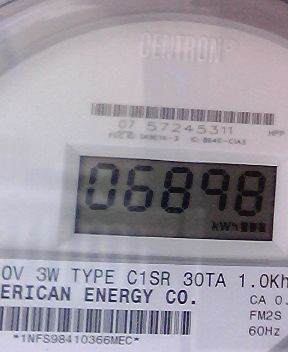 CENTRON®
07 57245311
HPP
06898
kWh
0V 3W TYPE C1SR 30TA 1.0Kh
ERICAN ENERGY CO.
CA 0.
FM2S
60Hz
*1NFS98410366MEC*